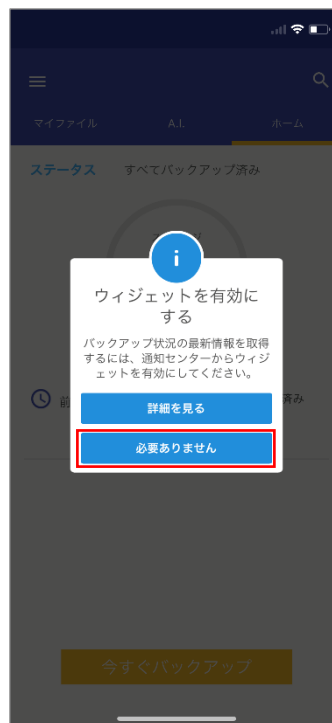 マイファイル A.I. ホーム
ステータス すべてバックアップ済み
i
ウィジェットを有効に
する
バックアップ状況の最新情報を取得
するには、通知センターからウィジ
ェットを有効にしてください。
前 済み
詳細を見る
必要ありません
今すぐバックアップ